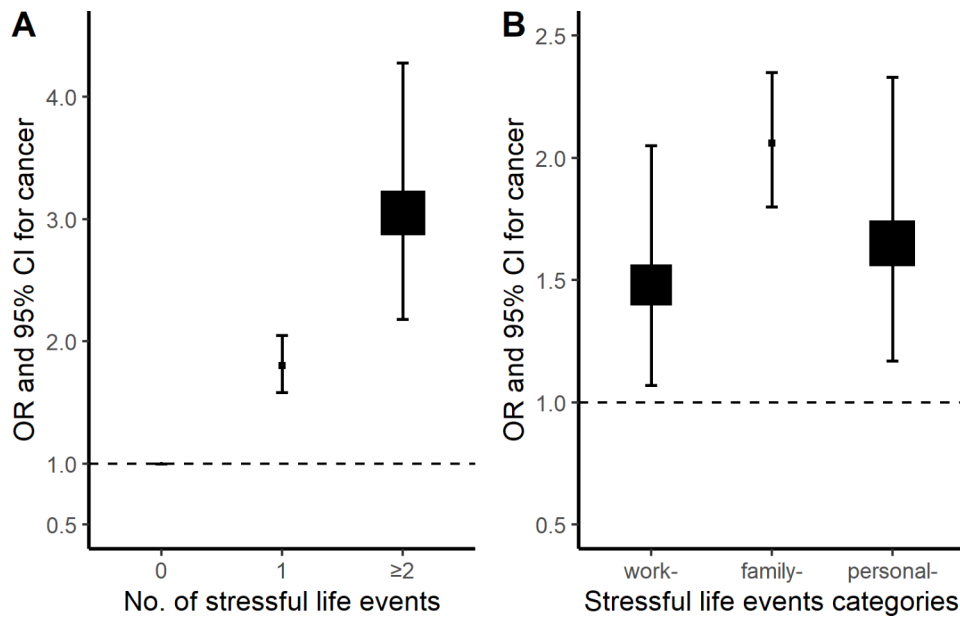 A
OR and 95% CI for cancer
4.0
3.0
2.0
1.0
0.5
0 1 ≥2
No. of stressful life events
B
OR and 95% CI for cancer
2.5
2.0
1.5
1.0
0.5
work- family- personal-
Stressful life events categories